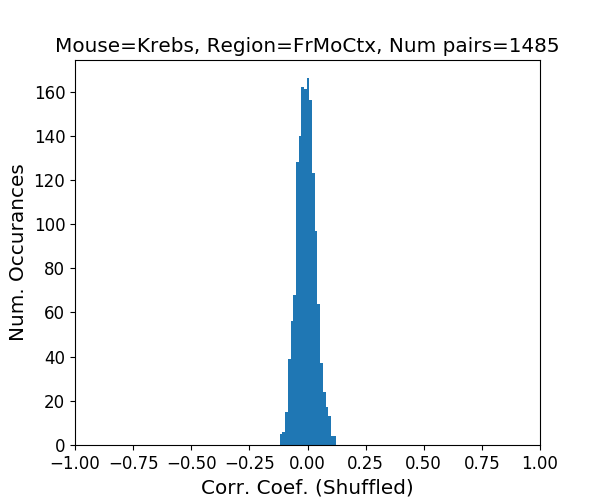 Mouse=Krebs, Region=FrMoCtx, Num pairs=1485
Num. Occurances
160
140
120
100
80
60
40
20
0
−1.00 −0.75 −0.50 −0.25 0.00 0.25 0.50 0.75 1.00
Corr. Coef. (Shuffled)